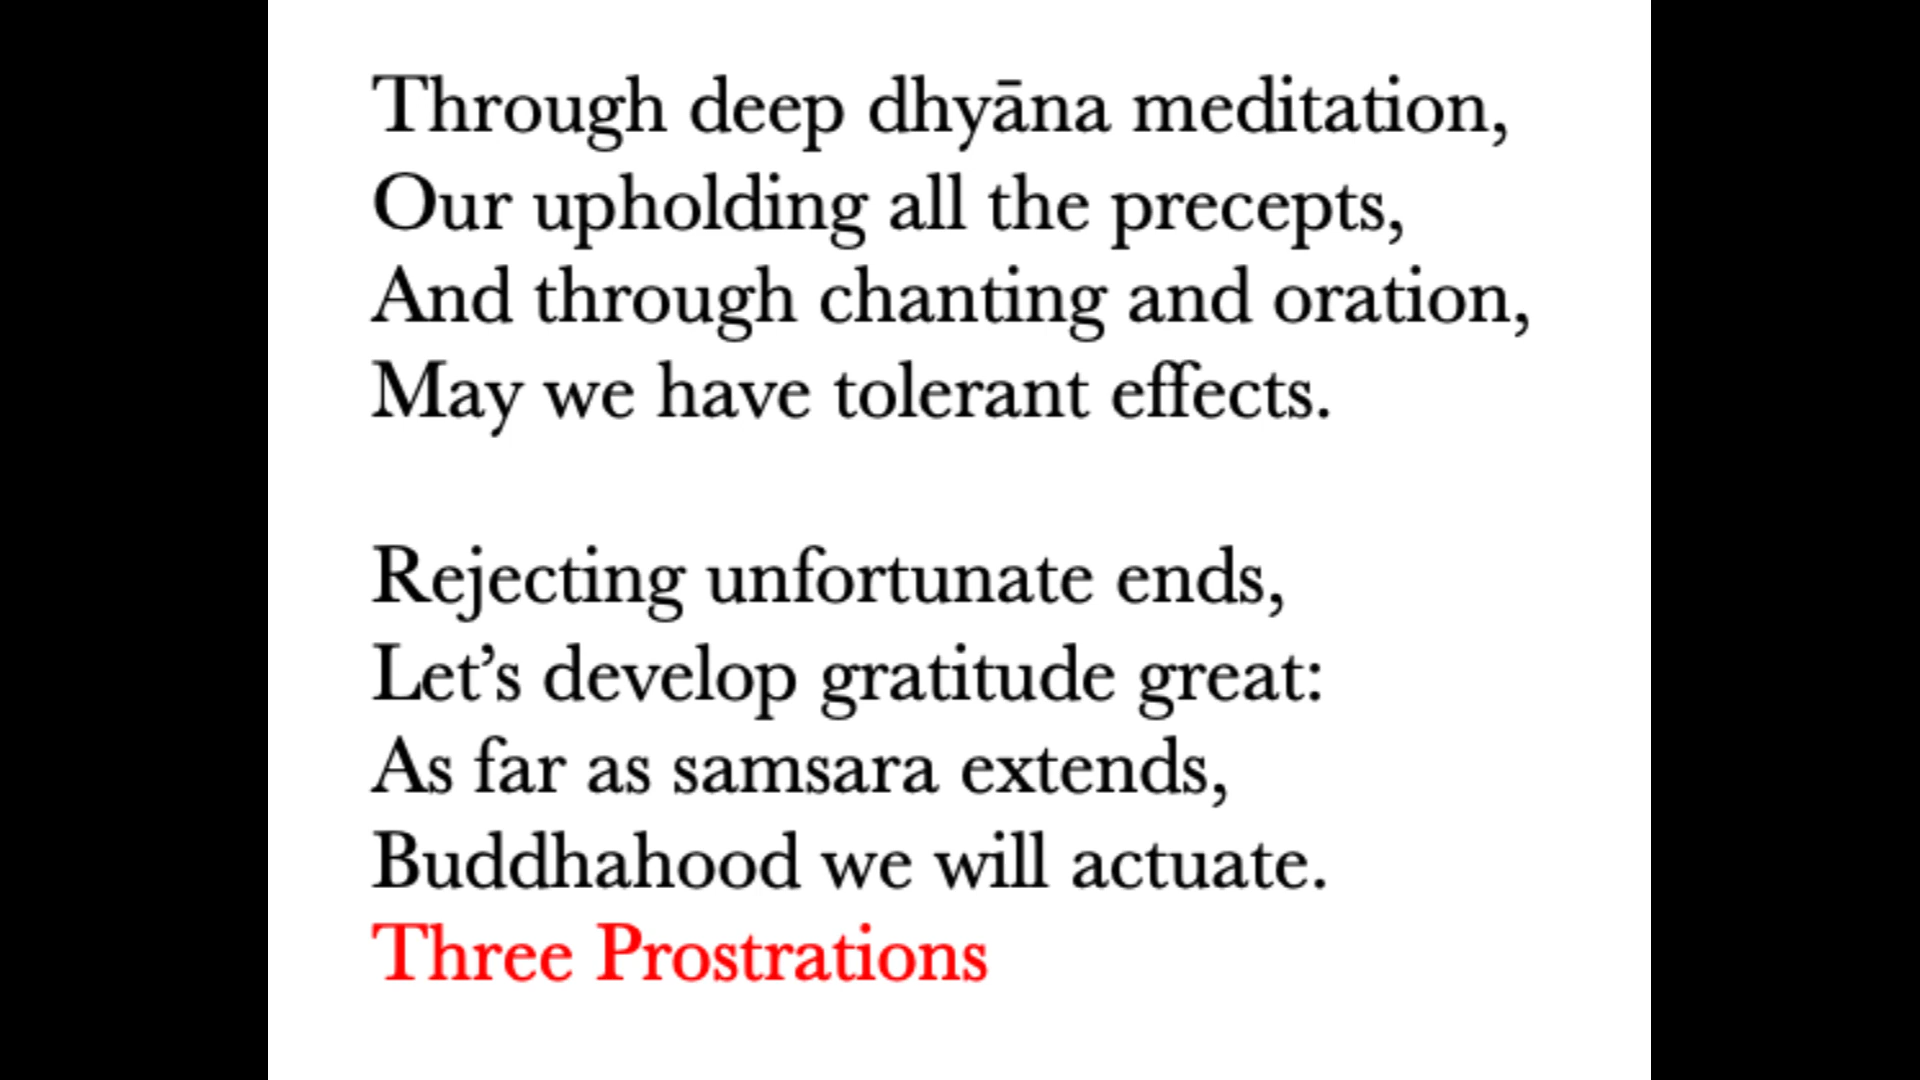 Through deep dhyāna meditation,
Our upholding all the precepts,
And through chanting and oration,
May we have tolerant effects.
Rejecting unfortunate ends,
Let’s develop gratitude great:
As far as samsara extends,
Buddhahood we will actuate.
Three Prostrations